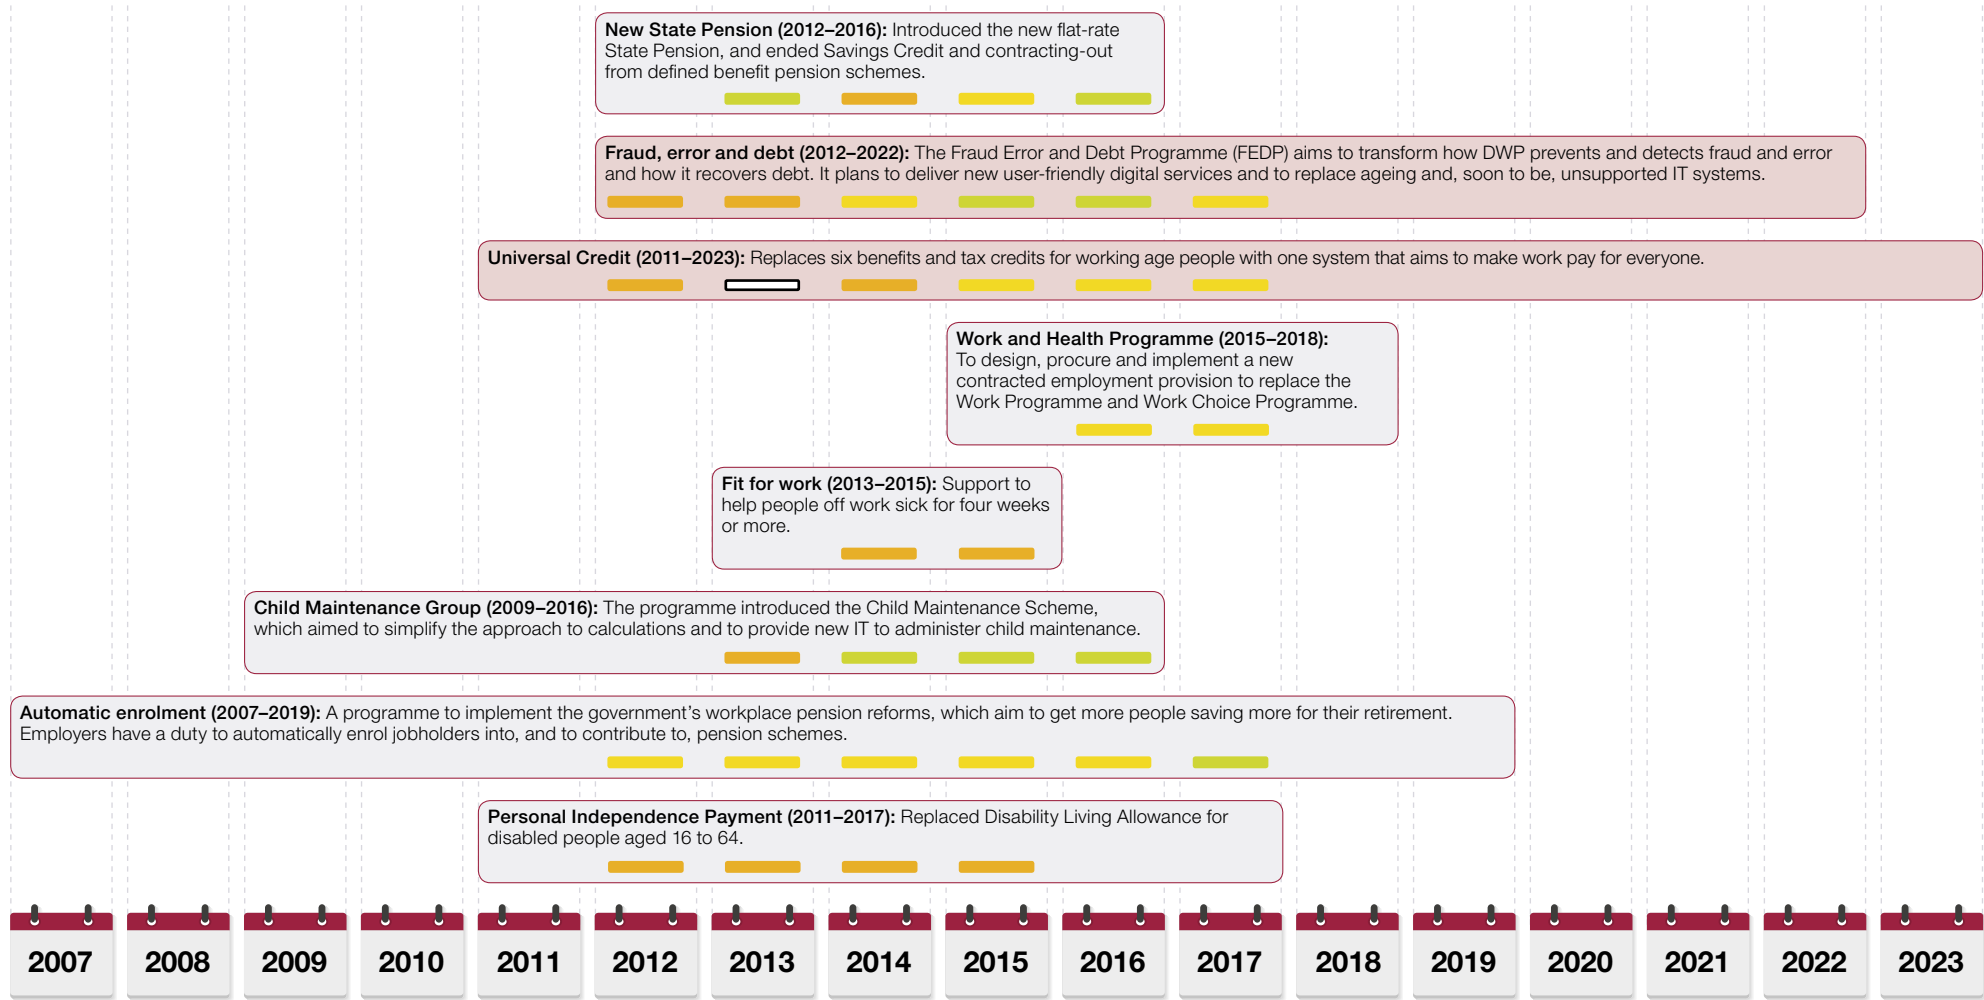 New State Pension (2012–2016): Introduced the new flat-rate
State Pension, and ended Savings Credit and contracting-out
from defined benefit pension schemes.
Fraud, error and debt (2012–2022): The Fraud Error and Debt Programme (FEDP) aims to transform how DWP prevents and detects fraud and error
and how it recovers debt. It plans to deliver new user-friendly digital services and to replace ageing and, soon to be, unsupported IT systems.
Universal Credit (2011–2023): Replaces six benefits and tax credits for working age people with one system that aims to make work pay for everyone.
Work and Health Programme (2015–2018):
To design, procure and implement a new
contracted employment provision to replace the
Work Programme and Work Choice Programme.
Fit for work (2013–2015): Support to
help people off work sick for four weeks
or more.
Child Maintenance Group (2009–2016): The programme introduced the Child Maintenance Scheme,
which aimed to simplify the approach to calculations and to provide new IT to administer child maintenance.
Automatic enrolment (2007–2019): A programme to implement the government’s workplace pension reforms, which aim to get more people saving more for their retirement.
Employers have a duty to automatically enrol jobholders into, and to contribute to, pension schemes.
Personal Independence Payment (2011–2017): Replaced Disability Living Allowance for
disabled people aged 16 to 64.
2007 2008 2009 2010 2011 2012 2013 2014 2015 2016 2017 2018 2019 2020 2021 2022 2023